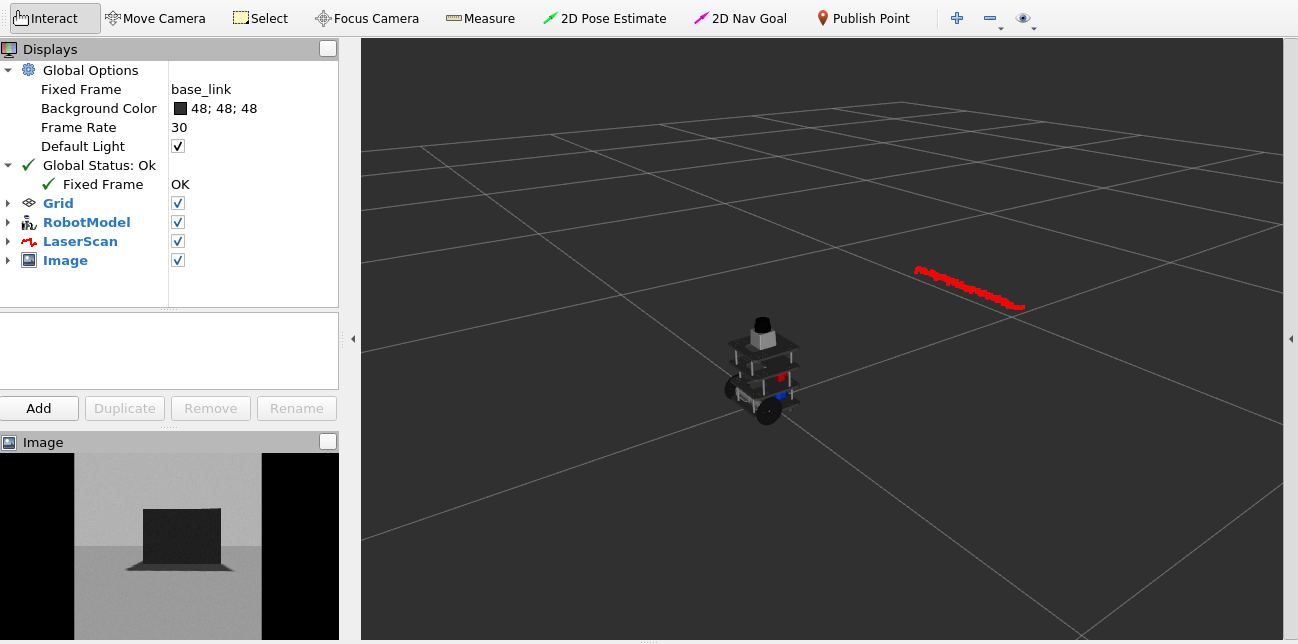 Interact Move Camera Select Focus Camera Measure 2D Pose Estimate 2D Nav Goal Publish Point
Displays
Global Options
Fixed Frame base_link
Background Color 48; 48; 48
Frame Rate 30
Default Light
Global Status: Ok
Fixed Frame OK
Grid
RobotModel
LaserScan
Image
Add Duplicate Remove Rename
Image